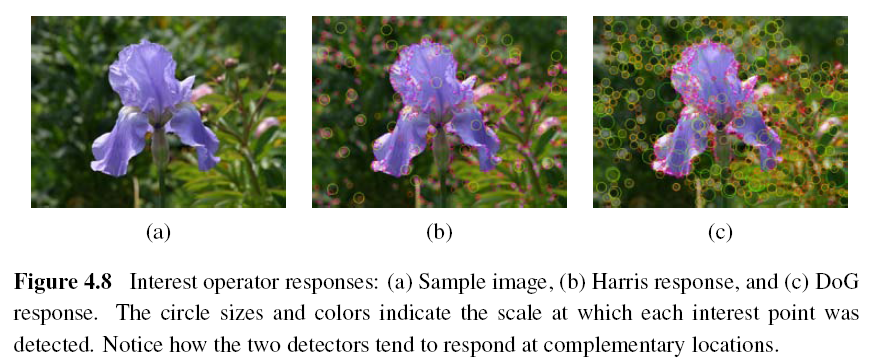 (a) (b) (c)
Figure 4.8 Interest operator responses: (a) Sample image, (b) Harris response, and (c) DoG
response. The circle sizes and colors indicate the scale at which each interest point was
detected. Notice how the two detectors tend to respond at complementary locations.